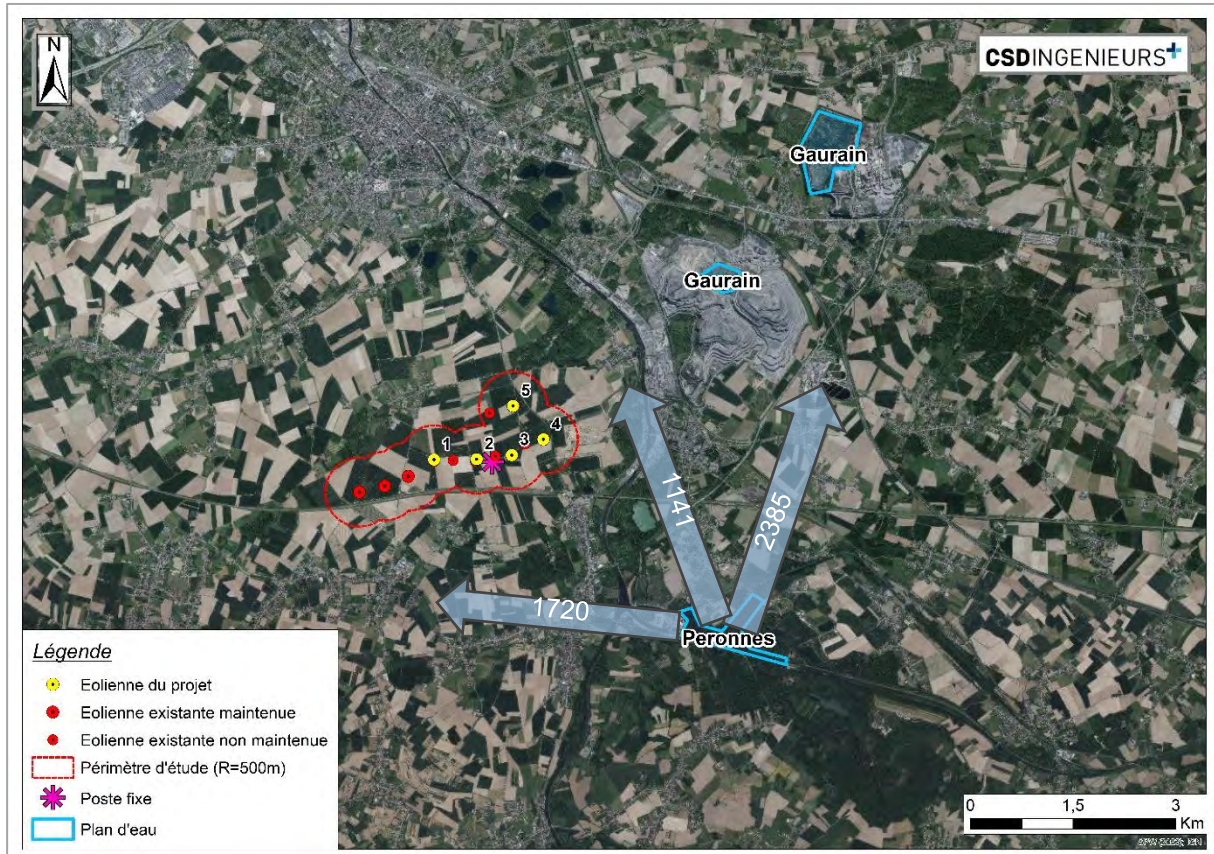 N
CSDINGENIEURS+
Gaurain
Gaurain
5
4
1
2
3
1141
2385
1720
Peronnes
Légende
Eolienne du projet
Eolienne existante maintenue
Eolienne existante non maintenue
Périmètre d'étude (R=500m)
Poste fixe
Plan d'eau
0 1,5 3
Km